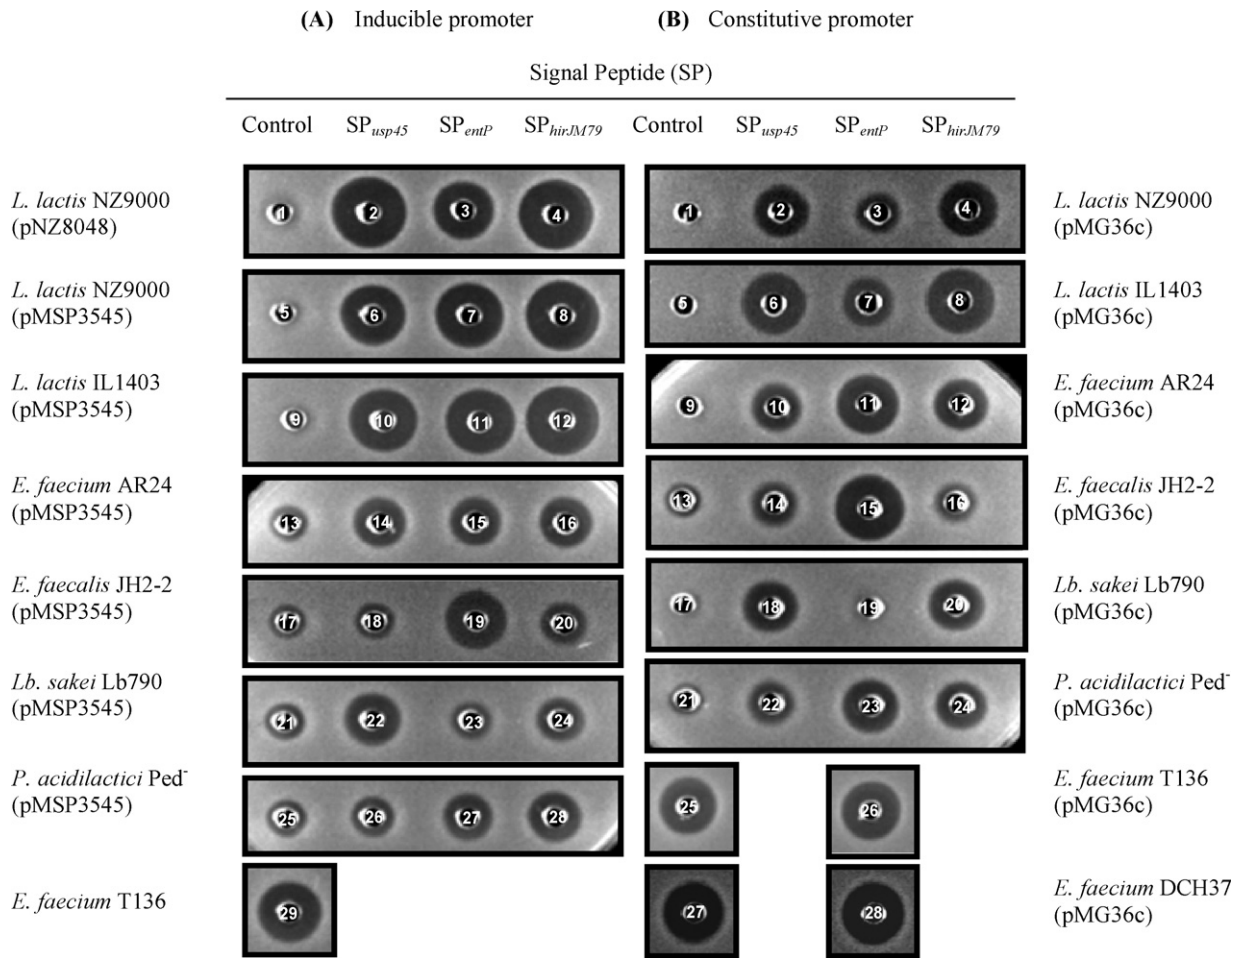 (A) Inducible promoter (B) Constitutive promoter
Signal Peptide (SP)
Control SPusp45 SPentP SPhirJM79 Control SPusp45 SPentP SPhirJM79
L. lactis NZ9000
(pNZ8048)
1 2 3 4
1 2 3 4
L. lactis NZ9000
(pMG36c)
L. lactis NZ9000
(pMSP3545)
5 6 7 8
5 6 7 8
L. lactis IL1403
(pMG36c)
L. lactis IL1403
(pMSP3545)
9 10 11 12
9 10 11 12
E. faecium AR24
(pMG36c)
E. faecium AR24
(pMSP3545)
13 14 15 16
13 14 15 16
E. faecalis JH2-2
(pMG36c)
E. faecalis JH2-2
(pMSP3545)
17 18 19 20
17 18 19 20
Lb. sakei Lb790
(pMG36c)
Lb. sakei Lb790
(pMSP3545)
21 22 23 24
21 22 23 24
P. acidilactici Ped-
(pMG36c)
P. acidilactici Ped-
(pMSP3545)
25 26 27 28
25 26
E. faecium T136
(pMG36c)
E. faecium T136
29
27 28
E. faecium DCH37
(pMG36c)